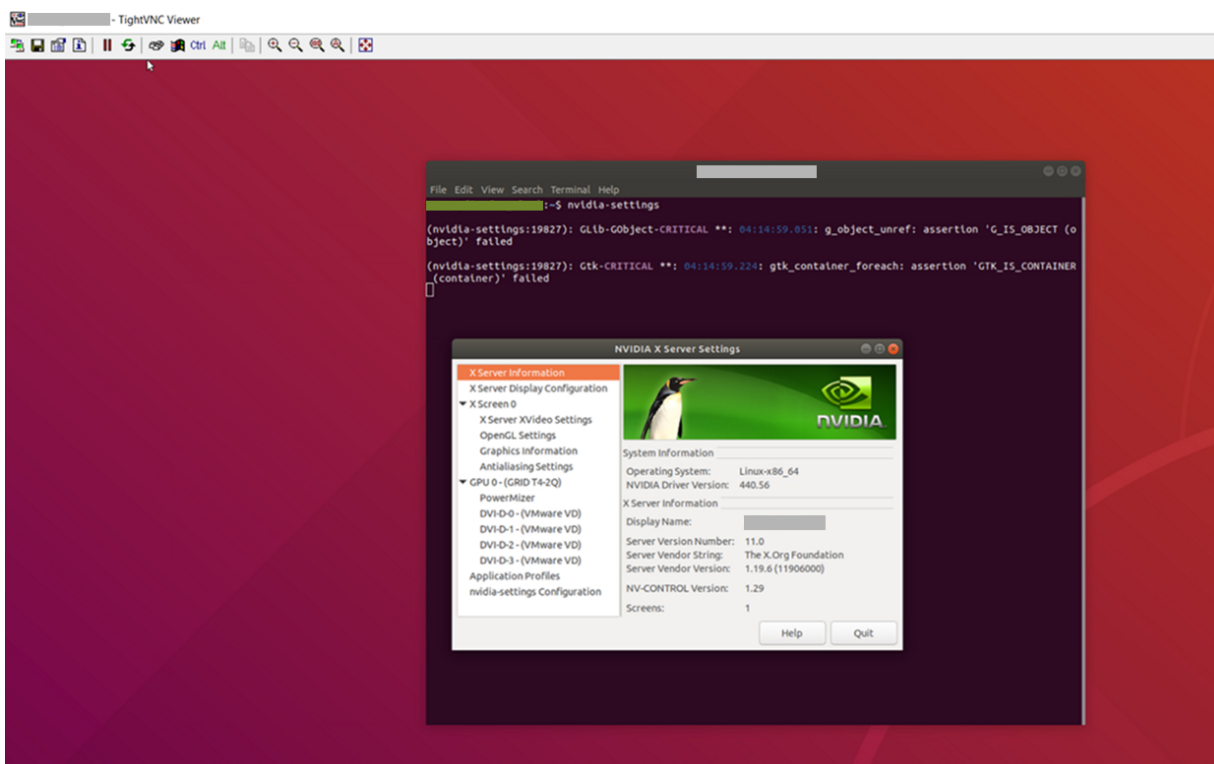 - TightVNC Viewer
Ctrl Alt
File Edit View Search Terminal Help
:~$ nvidia-settings
(nvidia-settings:19827): GLib-GObject-CRITICAL **: 04:14:59.051: g_object_unref: assertion 'G_IS_OBJECT (o
bject)' failed
(nvidia-settings:19827): Gtk-CRITICAL **: 04:14:59.224: gtk_container_foreach: assertion 'GTK_IS_CONTAINER
(container)' failed
NVIDIA X Server Settings
X Server Information
X Server Display Configuration
X Screen 0
X Server XVideo Settings
OpenGL Settings
Graphics Information
Antialiasing Settings
GPU 0 - (GRID T4-2Q)
PowerMizer
DVI-D-0 - (VMware VD)
DVI-D-1 - (VMware VD)
DVI-D-2 - (VMware VD)
DVI-D-3 - (VMware VD)
Application Profiles
nvidia-settings Configuration
NVIDIA.
System Information
Operating System: Linux-x86_64
NVIDIA Driver Version: 440.56
X Server Information
Display Name:
Server Version Number: 11.0
Server Vendor String: The X.Org Foundation
Server Vendor Version: 1.19.6 (11906000)
NV-CONTROL Version: 1.29
Screens: 1
Help Quit